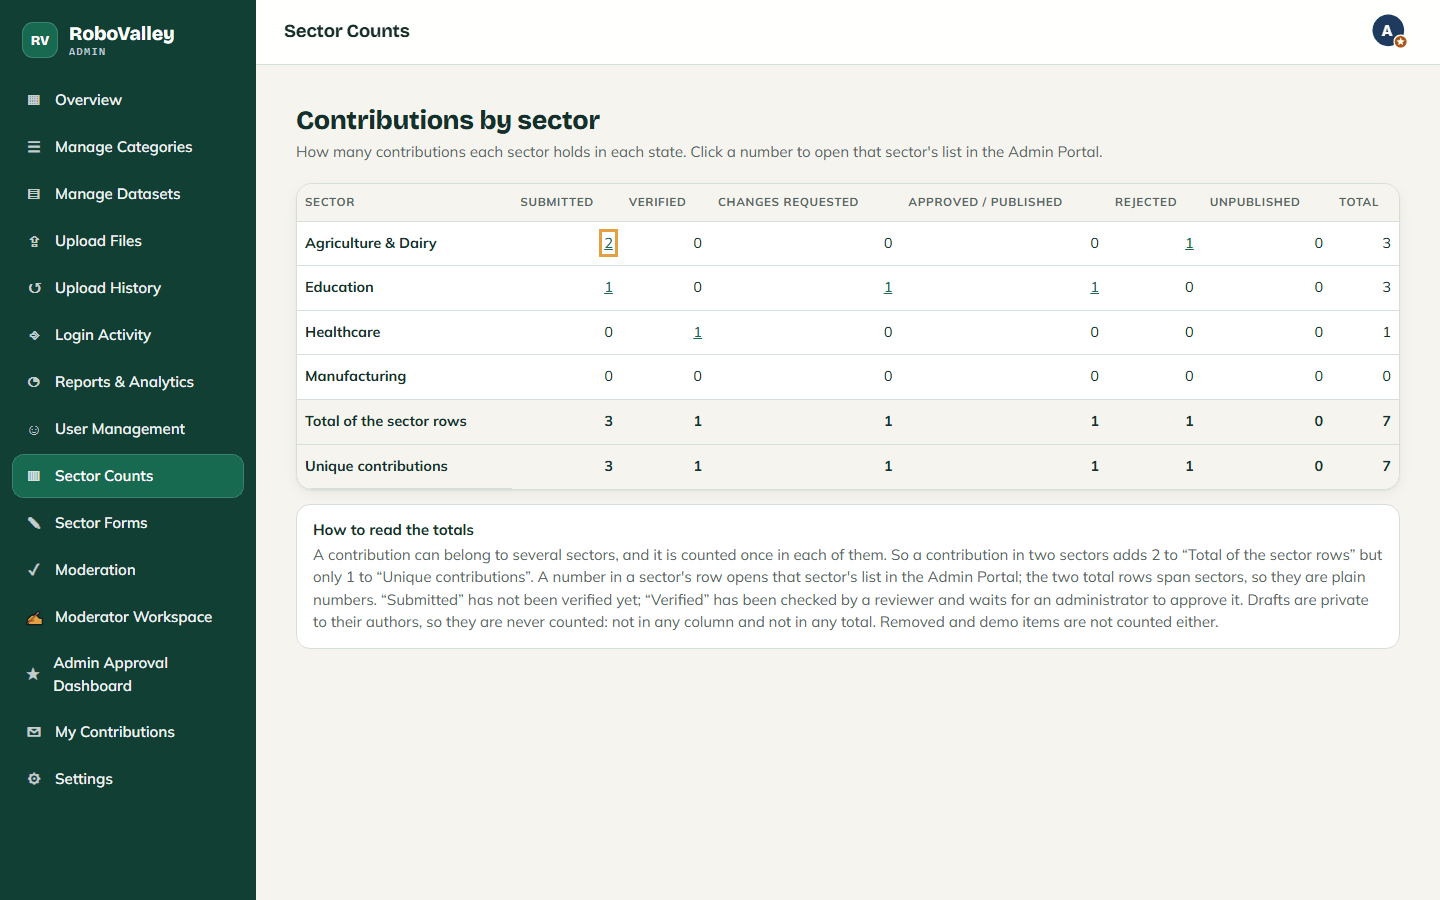 RV
RoboValley
ADMIN
Overview
Manage Categories
Manage Datasets
Upload Files
Upload History
Login Activity
Reports & Analytics
User Management
Sector Counts
Sector Forms
Moderation
Moderator Workspace
Admin Approval
Dashboard
My Contributions
Settings
Sector Counts
A
Contributions by sector
How many contributions each sector holds in each state. Click a number to open that sector's list in the Admin Portal.
SECTOR SUBMITTED VERIFIED CHANGES REQUESTED APPROVED / PUBLISHED REJECTED UNPUBLISHED TOTAL
Agriculture & Dairy 2 0 0 0 1 0 3
Education 1 0 1 1 0 0 3
Healthcare 0 1 0 0 0 0 1
Manufacturing 0 0 0 0 0 0 0
Total of the sector rows 3 1 1 1 1 0 7
Unique contributions 3 1 1 1 1 0 7
How to read the totals
A contribution can belong to several sectors, and it is counted once in each of them. So a contribution in two sectors adds 2 to “Total of the sector rows” but
only 1 to “Unique contributions”. A number in a sector's row opens that sector's list in the Admin Portal; the two total rows span sectors, so they are plain
numbers. “Submitted” has not been verified yet; “Verified” has been checked by a reviewer and waits for an administrator to approve it. Drafts are private
to their authors, so they are never counted: not in any column and not in any total. Removed and demo items are not counted either.